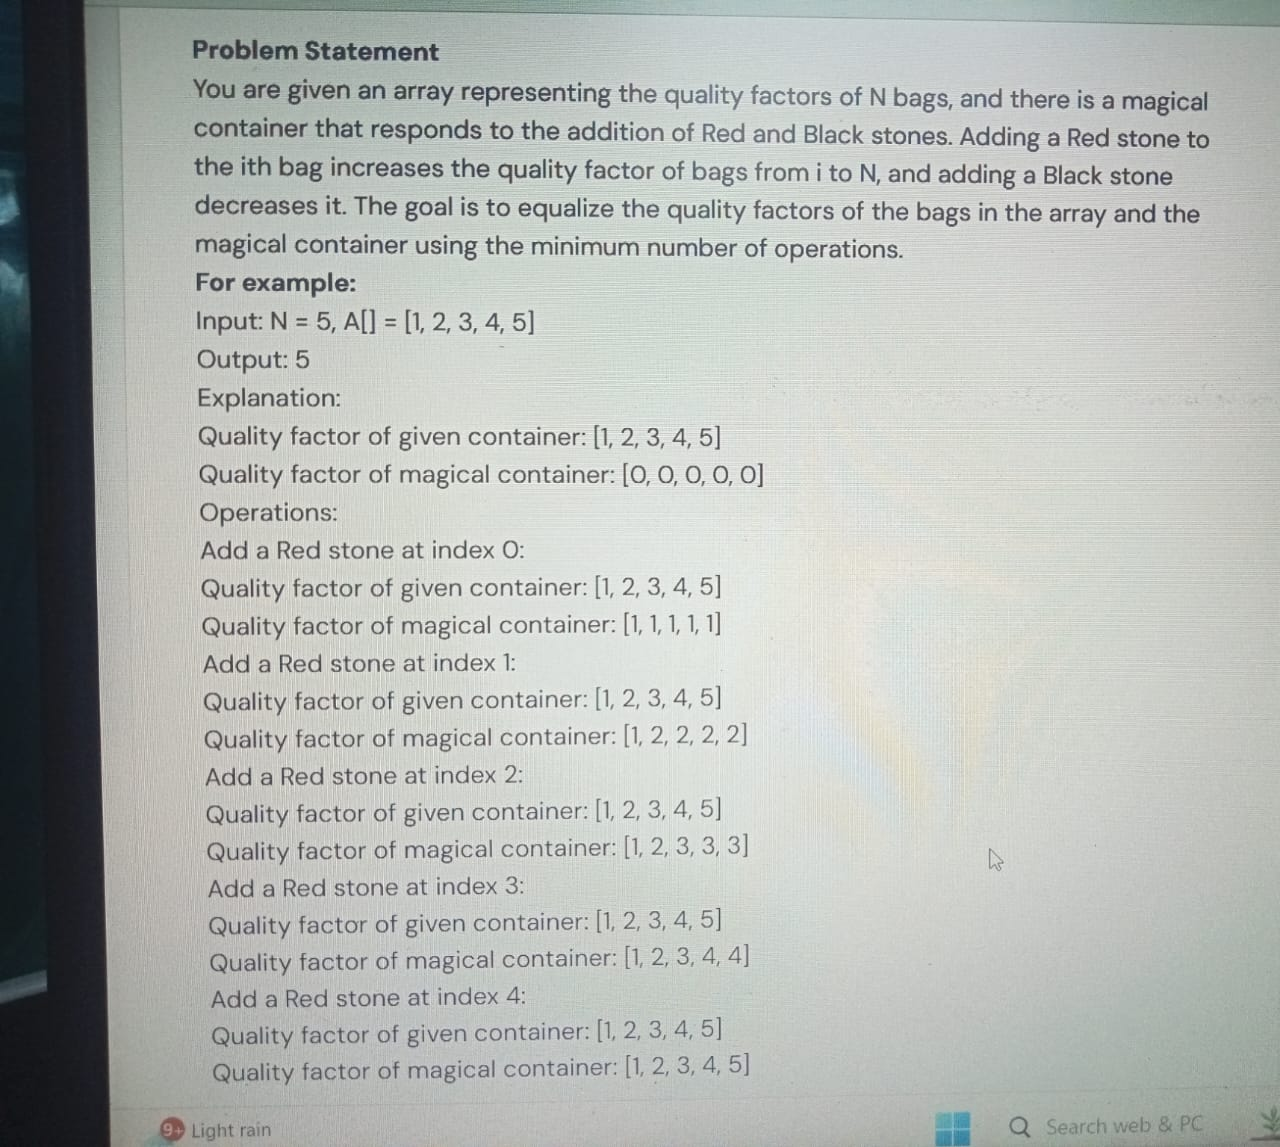 Problem Statement
You are given an array representing the quality factors of N bags, and there is a magical
container that responds to the addition of Red and Black stones. Adding a Red stone to
the ith bag increases the quality factor of bags from i to N, and adding a Black stone
decreases it. The goal is to equalize the quality factors of the bags in the array and the
magical container using the minimum number of operations.
For example:
Input: N = 5, A[] = [1, 2, 3, 4, 5]
Output: 5
Explanation:
Quality factor of given container: [1, 2, 3, 4, 5]
Quality factor of magical container: [0, 0, 0, 0, 0]
Operations:
Add a Red stone at index 0:
Quality factor of given container: [1, 2, 3, 4, 5]
Quality factor of magical container: [1, 1, 1, 1, 1]
Add a Red stone at index 1:
Quality factor of given container: [1, 2, 3, 4, 5]
Quality factor of magical container: [1, 2, 2, 2, 2]
Add a Red stone at index 2:
Quality factor of given container: [1, 2, 3, 4, 5]
Quality factor of magical container: [1, 2, 3, 3, 3]
Add a Red stone at index 3:
Quality factor of given container: [1, 2, 3, 4, 5]
Quality factor of magical container: [1, 2, 3, 4, 4]
Add a Red stone at index 4:
Quality factor of given container: [1, 2, 3, 4, 5]
Quality factor of magical container: [1, 2, 3, 4, 5]
9+ Light rain
Search web & PC